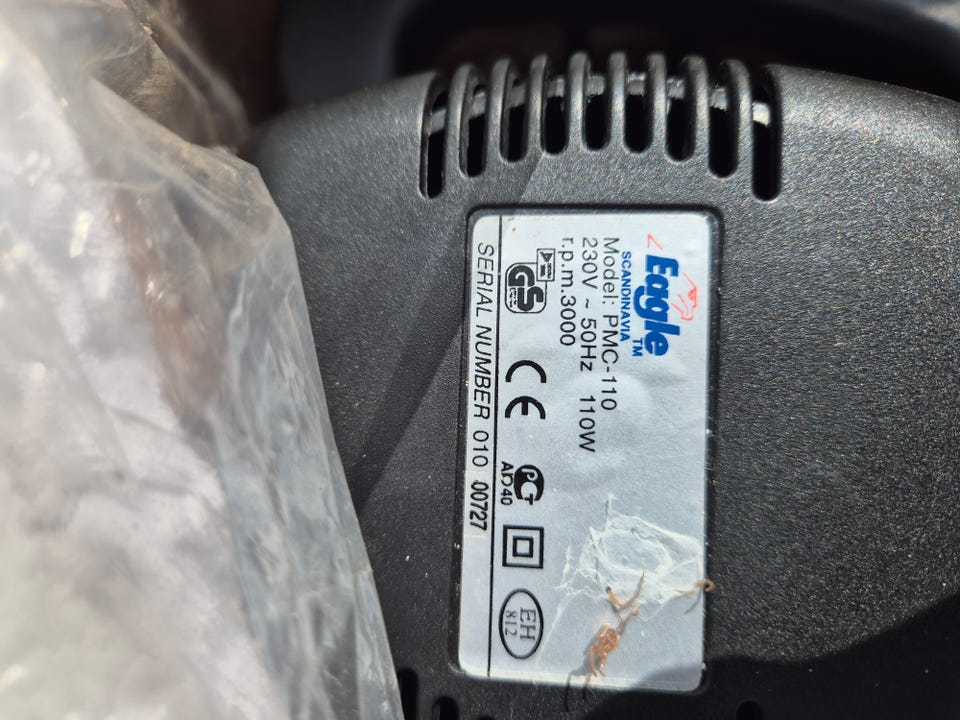 Eagle TM
SCANDINAVIA
Model: PMC-110
230V ~ 50Hz 110W
r.p.m.3000
GS CE PCT AD40 EH 812
SERIAL NUMBER 010 00727